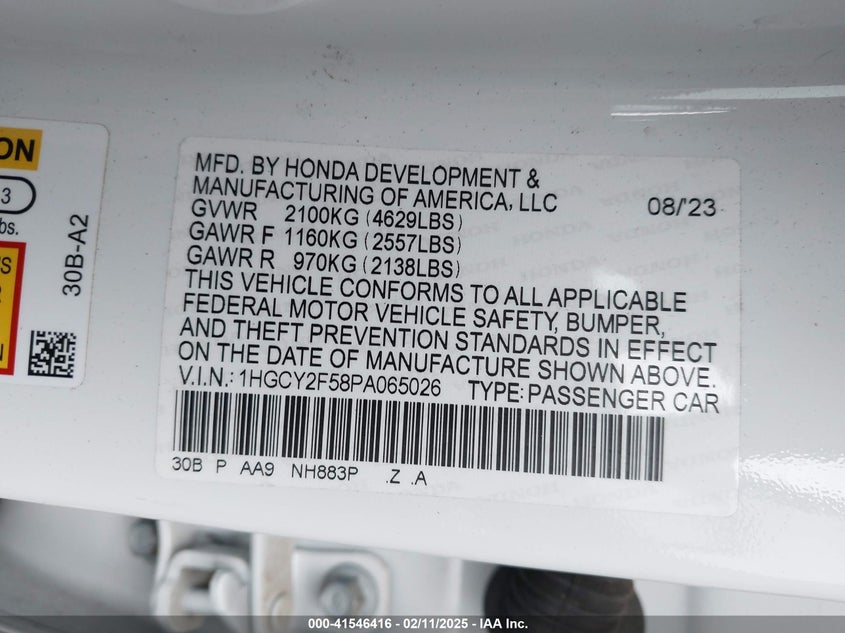 ON
3
bs.
'S
R
N
30B-A2
MFD. BY HONDA DEVELOPMENT &
MANUFACTURING OF AMERICA, LLC
08/'23
GVWR 2100KG (4629LBS)
GAWR F 1160KG (2557LBS)
GAWR R 970KG (2138LBS)
THIS VEHICLE CONFORMS TO ALL APPLICABLE
FEDERAL MOTOR VEHICLE SAFETY, BUMPER,
AND THEFT PREVENTION STANDARDS IN EFFECT
ON THE DATE OF MANUFACTURE SHOWN ABOVE.
V.I.N.: 1HGCY2F58PA065026 TYPE: PASSENGER CAR
30B P AA9 NH883P .Z .A
000-41546416 - 02/11/2025 - IAA Inc.